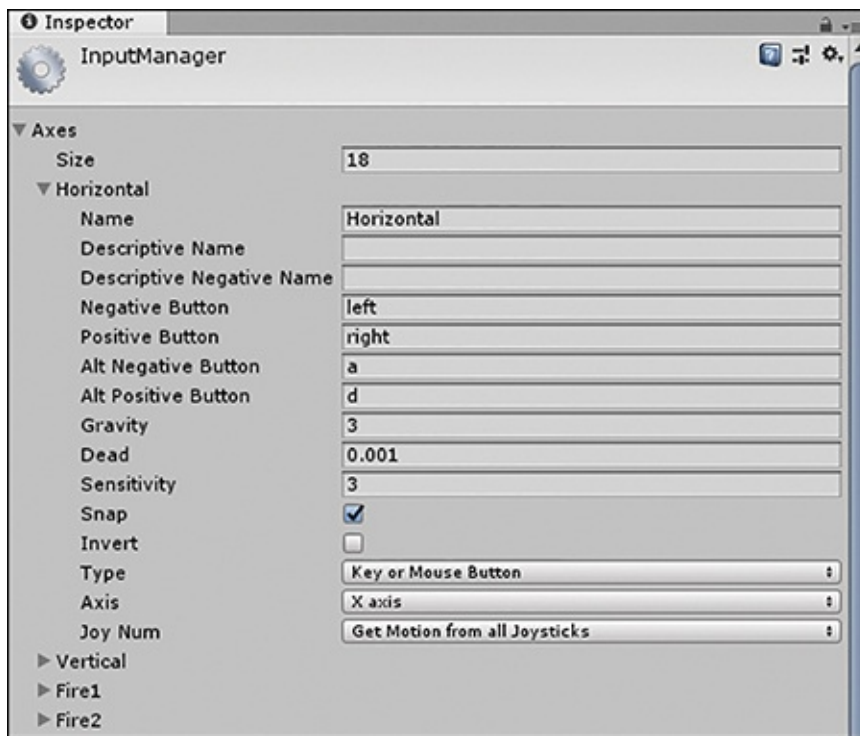 Inspector
InputManager
Axes
Size 18
Horizontal
Name Horizontal
Descriptive Name
Descriptive Negative Name
Negative Button left
Positive Button right
Alt Negative Button a
Alt Positive Button d
Gravity 3
Dead 0.001
Sensitivity 3
Snap
Invert
Type Key or Mouse Button
Axis X axis
Joy Num Get Motion from all Joysticks
Vertical
Fire1
Fire2